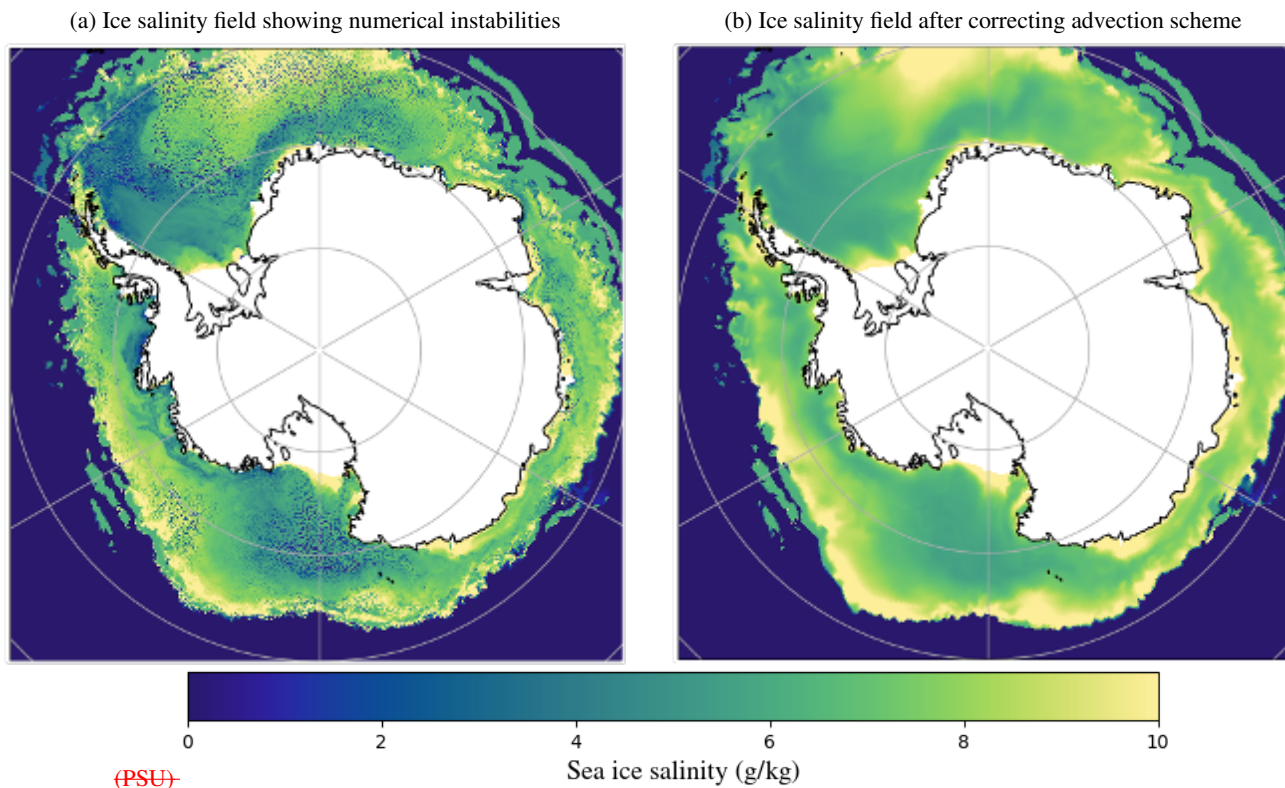 (a) Ice salinity field showing numerical instabilities
(b) Ice salinity field after correcting advection scheme
0 2 4 6 8 10
(PSU) Sea ice salinity (g/kg)